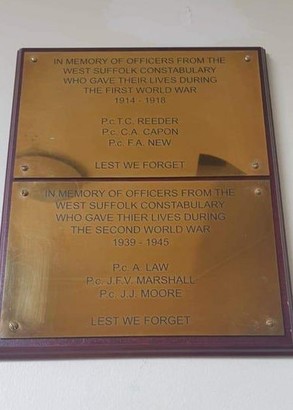 IN MEMORY OF OFFICERS FROM THE
WEST SUFFOLK CONSTABULARY
WHO GAVE THEIR LIVES DURING
THE FIRST WORLD WAR
1914 - 1918
P.c. T.C. REEDER
P.c. C.A. CAPON
P.c. F.A. NEW
LEST WE FORGET
IN MEMORY OF OFFICERS FROM THE
WEST SUFFOLK CONSTABULARY
WHO GAVE THIER LIVES DURING
THE SECOND WORLD WAR
1939 - 1945
P.c. A. LAW
P.c. J.F.V. MARSHALL
P.c. J.J. MOORE
LEST WE FORGET